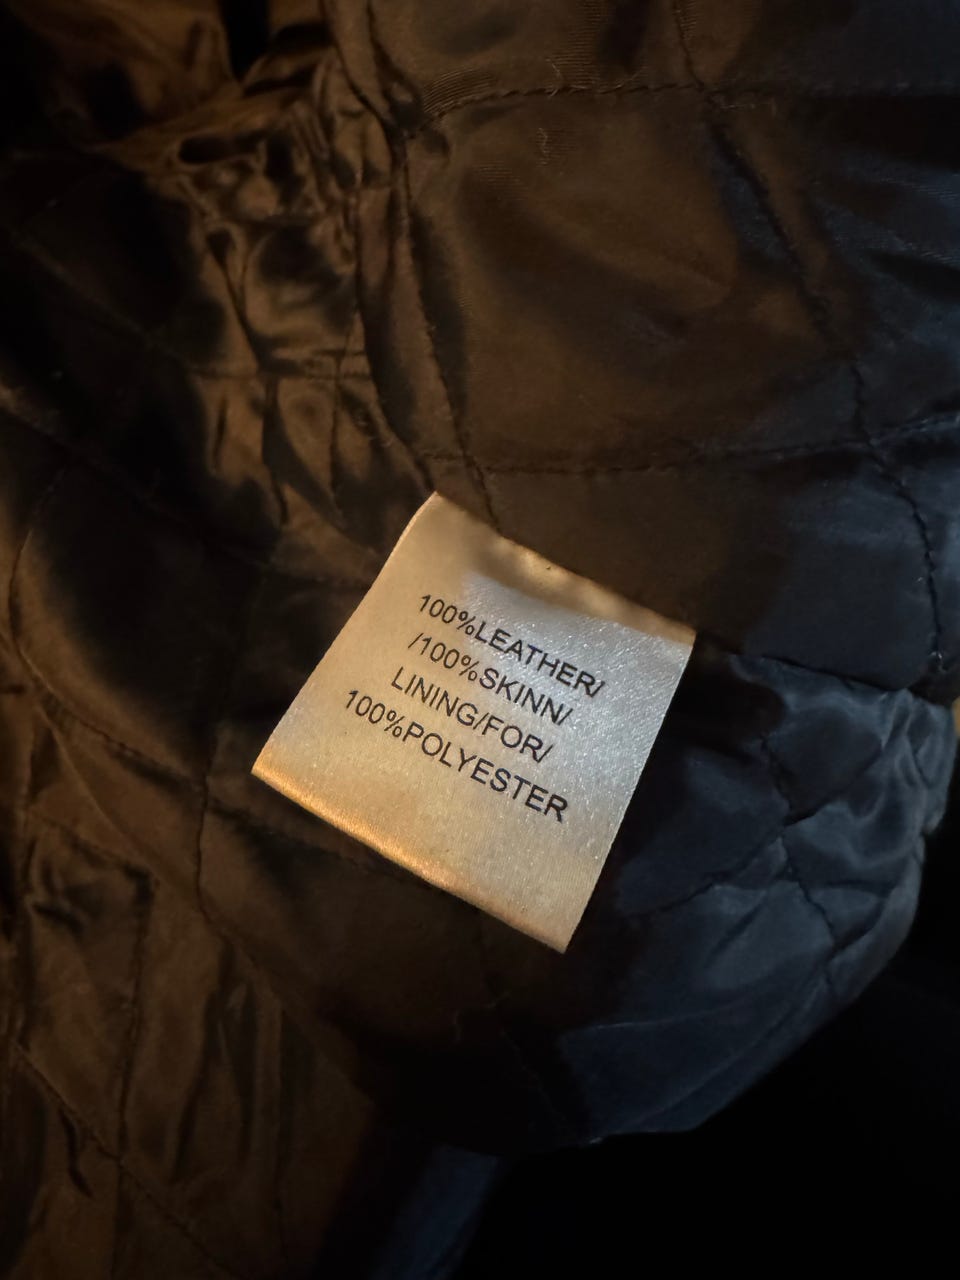 100%LEATHER/
/100%SKINN/
LINING/FOR/
100%POLYESTER